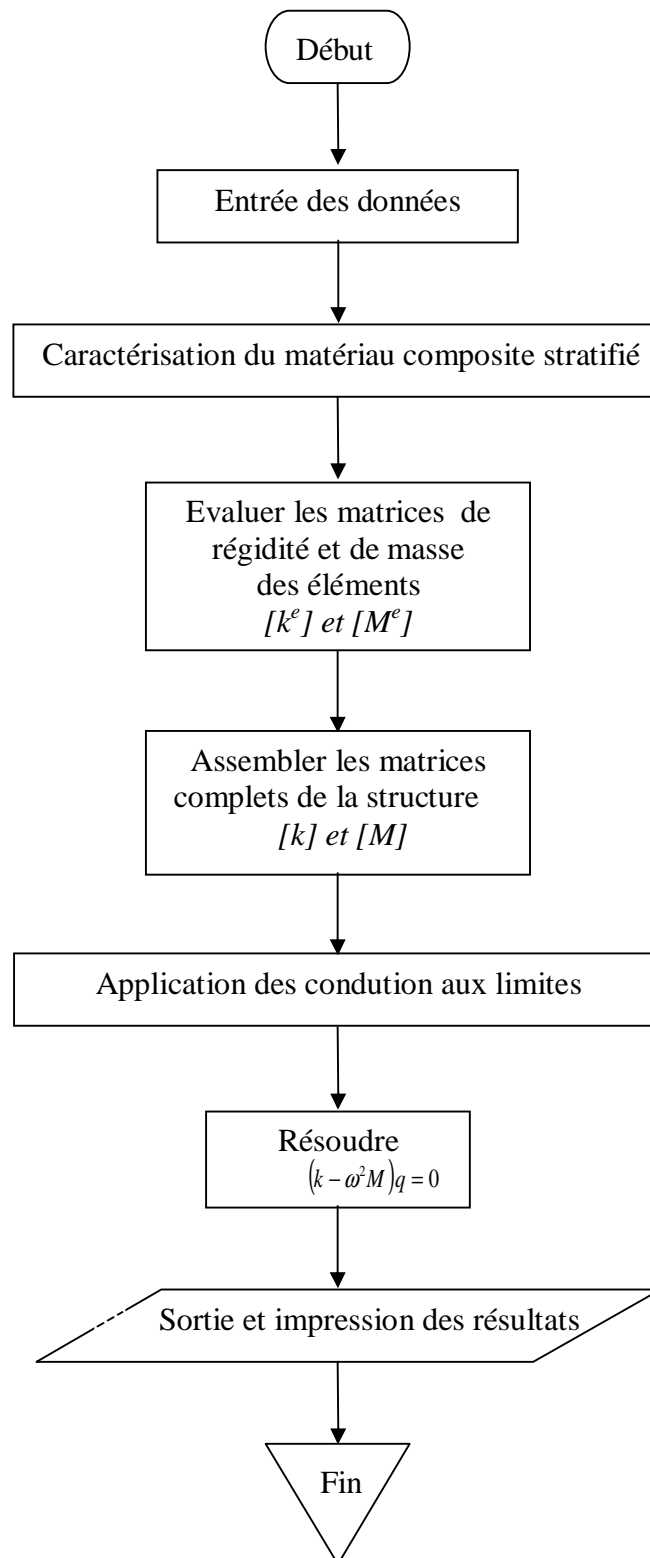 Début
Entrée des données
Caractérisation du matériau composite stratifié
Evaluer les matrices de
régidité et de masse
des éléments
[kᵉ] et [Mᵉ]
Assembler les matrices
complets de la structure
[k] et [M]
Application des condution aux limites
Résoudre
(k − ω²M)q = 0
Sortie et impression des résultats
Fin